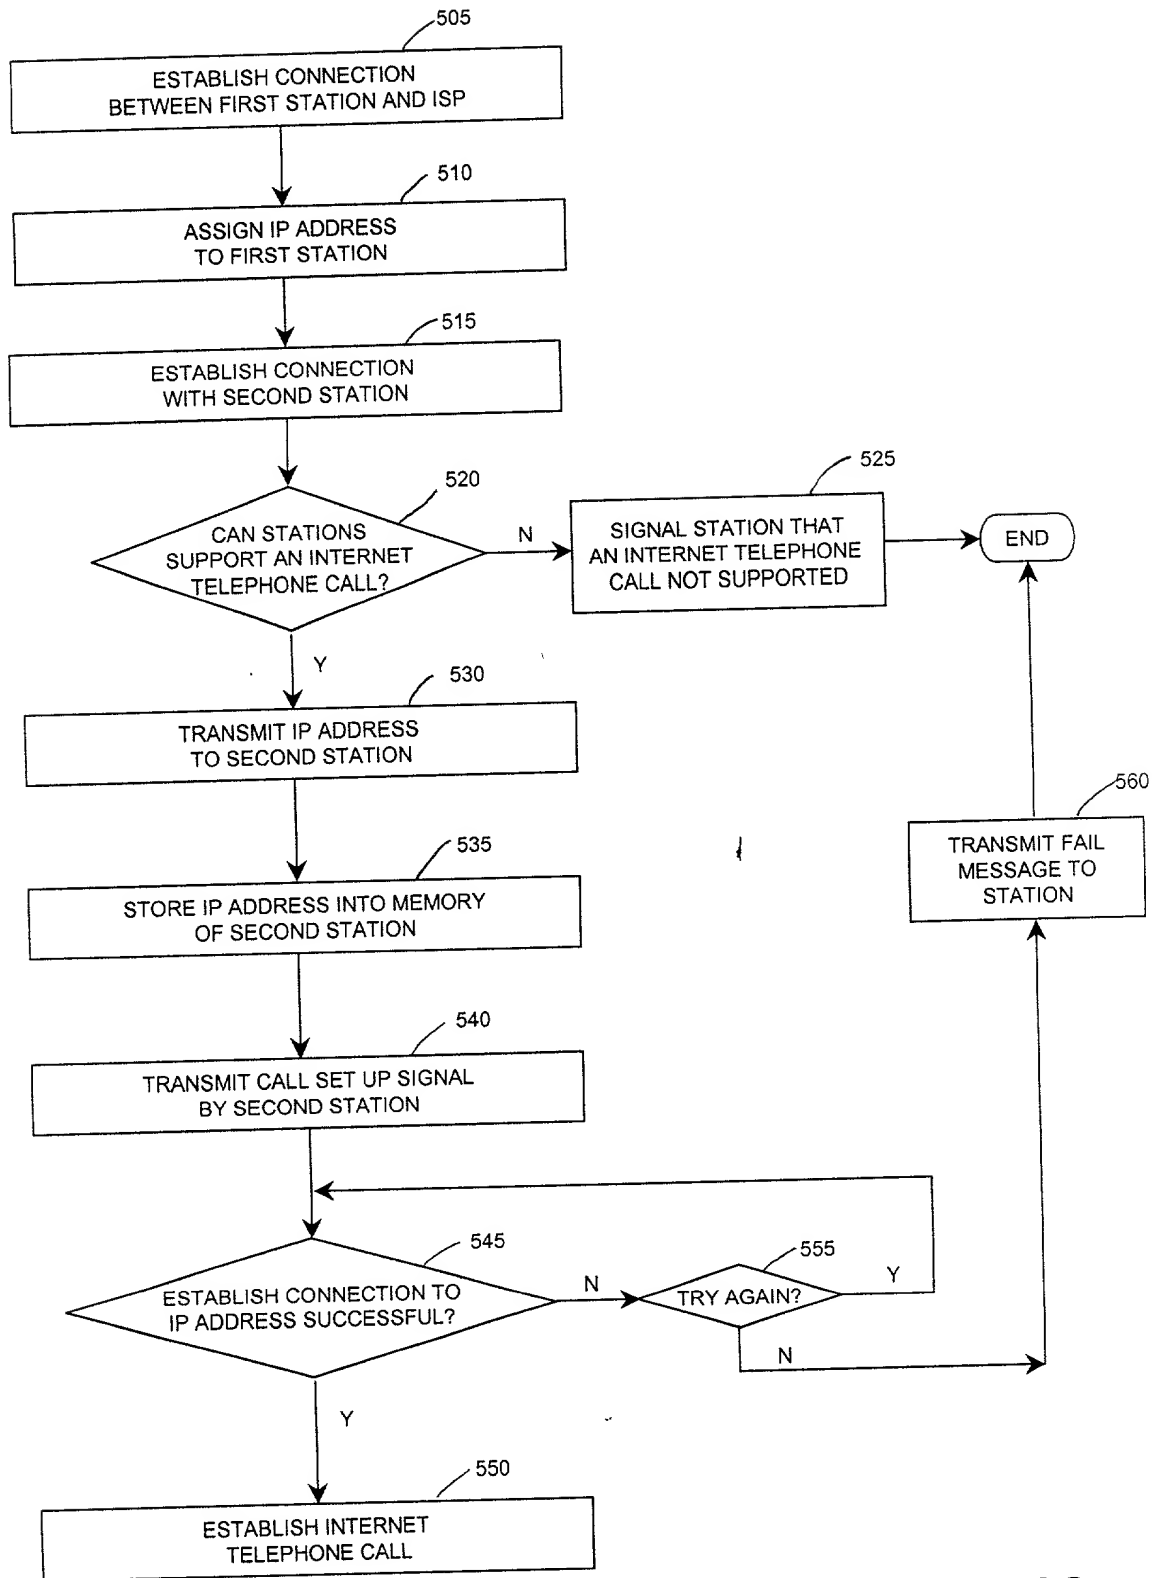 505
ESTABLISH CONNECTION
BETWEEN FIRST STATION AND ISP
510
ASSIGN IP ADDRESS
TO FIRST STATION
515
ESTABLISH CONNECTION
WITH SECOND STATION
520
CAN STATIONS
SUPPORT AN INTERNET
TELEPHONE CALL?
N
525
SIGNAL STATION THAT
AN INTERNET TELEPHONE
CALL NOT SUPPORTED
END
Y
530
TRANSMIT IP ADDRESS
TO SECOND STATION
560
TRANSMIT FAIL
MESSAGE TO
STATION
535
STORE IP ADDRESS INTO MEMORY
OF SECOND STATION
540
TRANSMIT CALL SET UP SIGNAL
BY SECOND STATION
545
ESTABLISH CONNECTION TO
IP ADDRESS SUCCESSFUL?
N
555
TRY AGAIN?
Y
N
Y
550
ESTABLISH INTERNET
TELEPHONE CALL